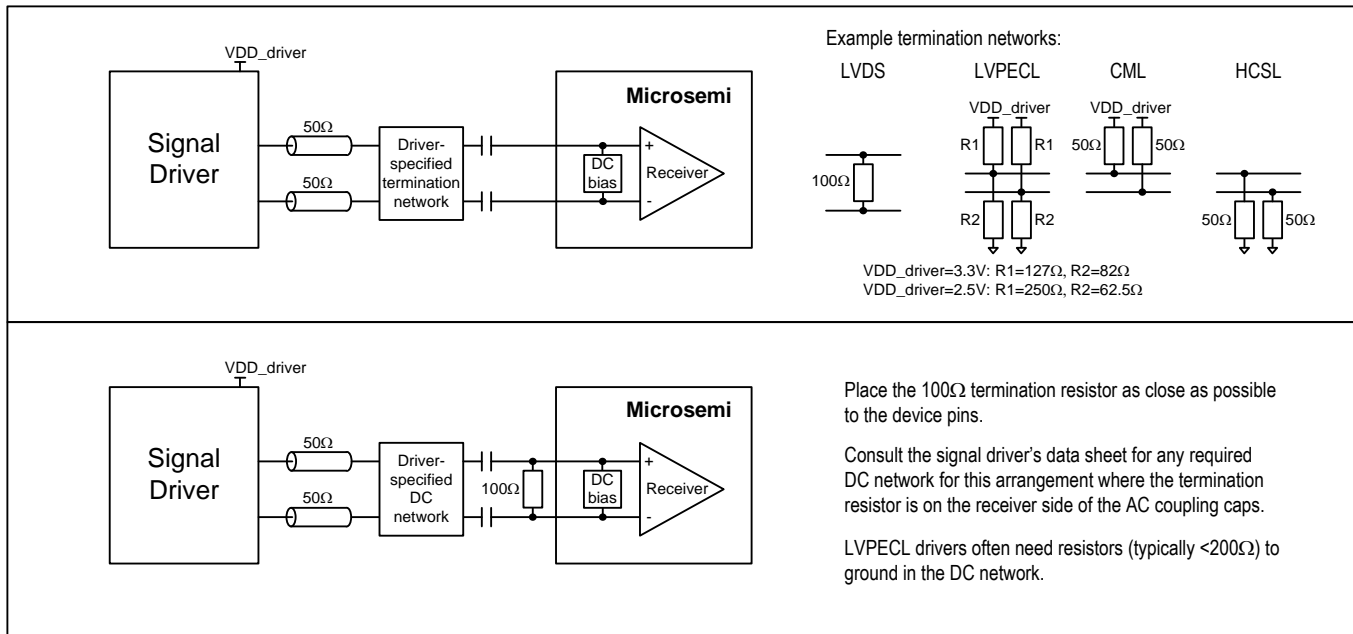 VDD_driver
Signal
Driver
50Ω
50Ω
Driver-
specified
termination
network
Microsemi
DC
bias
+
-
Receiver
Example termination networks:
LVDS
LVPECL
CML
HCSL
100Ω
VDD_driver
R1
R1
R2
R2
VDD_driver
50Ω
50Ω
50Ω
50Ω
VDD_driver=3.3V: R1=127Ω, R2=82Ω
VDD_driver=2.5V: R1=250Ω, R2=62.5Ω
VDD_driver
Signal
Driver
50Ω
50Ω
Driver-
specified
DC
network
100Ω
Microsemi
DC
bias
+
-
Receiver
Place the 100Ω termination resistor as close as possible
to the device pins.
Consult the signal driver's data sheet for any required
DC network for this arrangement where the termination
resistor is on the receiver side of the AC coupling caps.
LVPECL drivers often need resistors (typically <200Ω) to
ground in the DC network.